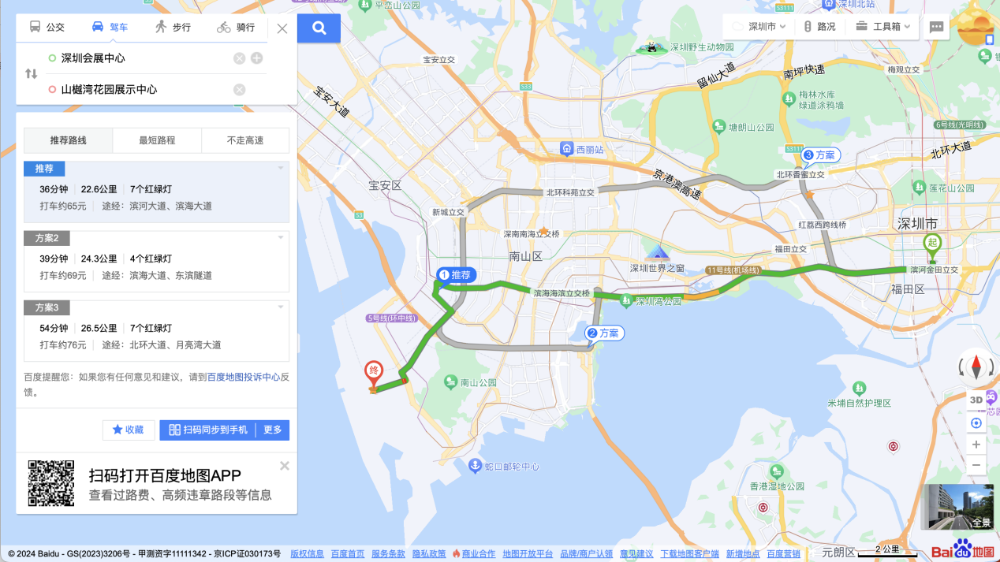 公交
驾车
步行
骑行
深圳会展中心
山樾湾花园展示中心
推荐路线
最短路程
不走高速
推荐
36分钟 22.6公里 7个红绿灯
打车约65元 途经：滨河大道、滨海大道
方案2
39分钟 24.3公里 4个红绿灯
打车约69元 途经：滨海大道、东滨隧道
方案3
54分钟 26.5公里 7个红绿灯
打车约76元 途经：北环大道、月亮湾大道
百度提醒您：如果您有任何意见和建议，请到百度地图投诉中心反
馈。
收藏
扫码同步到手机
更多
扫码打开百度地图APP
查看过路费、高频违章路段等信息
深圳市
路况
工具箱
平峦山公园
S3111
深圳北站
宝安立交
深圳野生动物园
留仙大道
南坪快速
梅观立交
宝安大道
S33
梅林水库
绿道涂鸦墙
塘朗山公园
6号线(光明线)
西丽站
S3111
3 方案
北环大道
京港澳高速
北环香蜜立交
宝安区
北环科苑立交
莲花山公园
S3
新城立交
深南南海立交桥
红荔西跨线桥
深圳市
南山区
福田立交
起
深圳世界之窗
11号线(机场线)
滨河金田立交
1 推荐
滨海海滨立交桥
深圳湾公园
福田区
5号线(环中线)
2 方案
终
南山公园
米埔自然护理区
3D
蛇口邮轮中心
香港湿地公园
全景
元朗区
2 公里
Bai 地图
© 2024 Baidu - GS(2023)3206号 - 甲测资字11111342 - 京ICP证030173号
版权信息 百度首页 服务条款 隐私政策 商业合作 地图开放平台 品牌/商户认领 意见建议 下载地图客户端 新增地点 百度营销